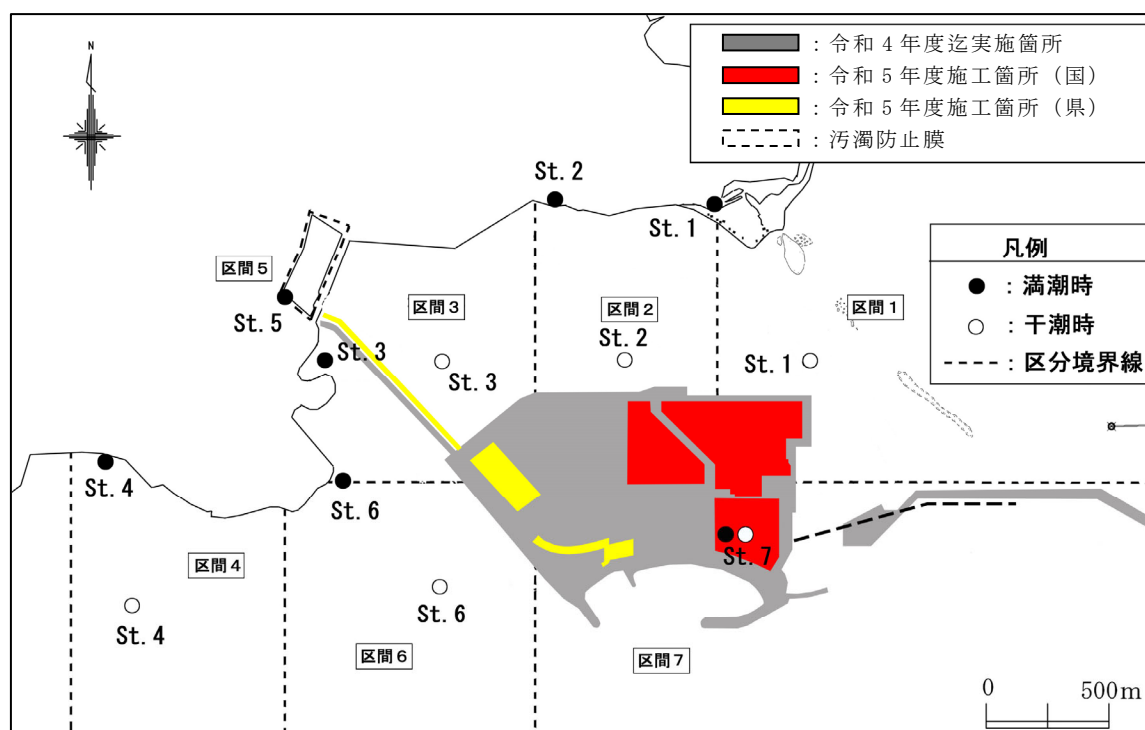 ：令和４年度迄実施箇所
：令和５年度施工箇所（国）
：令和５年度施工箇所（県）
：汚濁防止膜
N
St. 2
St. 1
凡例
●：満潮時
○：干潮時
-----：区分境界線
区間５
St. 5
区間３
区間２
区間１
St. 3
St. 3
St. 2
St. 1
St. 4
St. 6
St. 7
区間４
St. 4
St. 6
区間６
区間７
0 500m